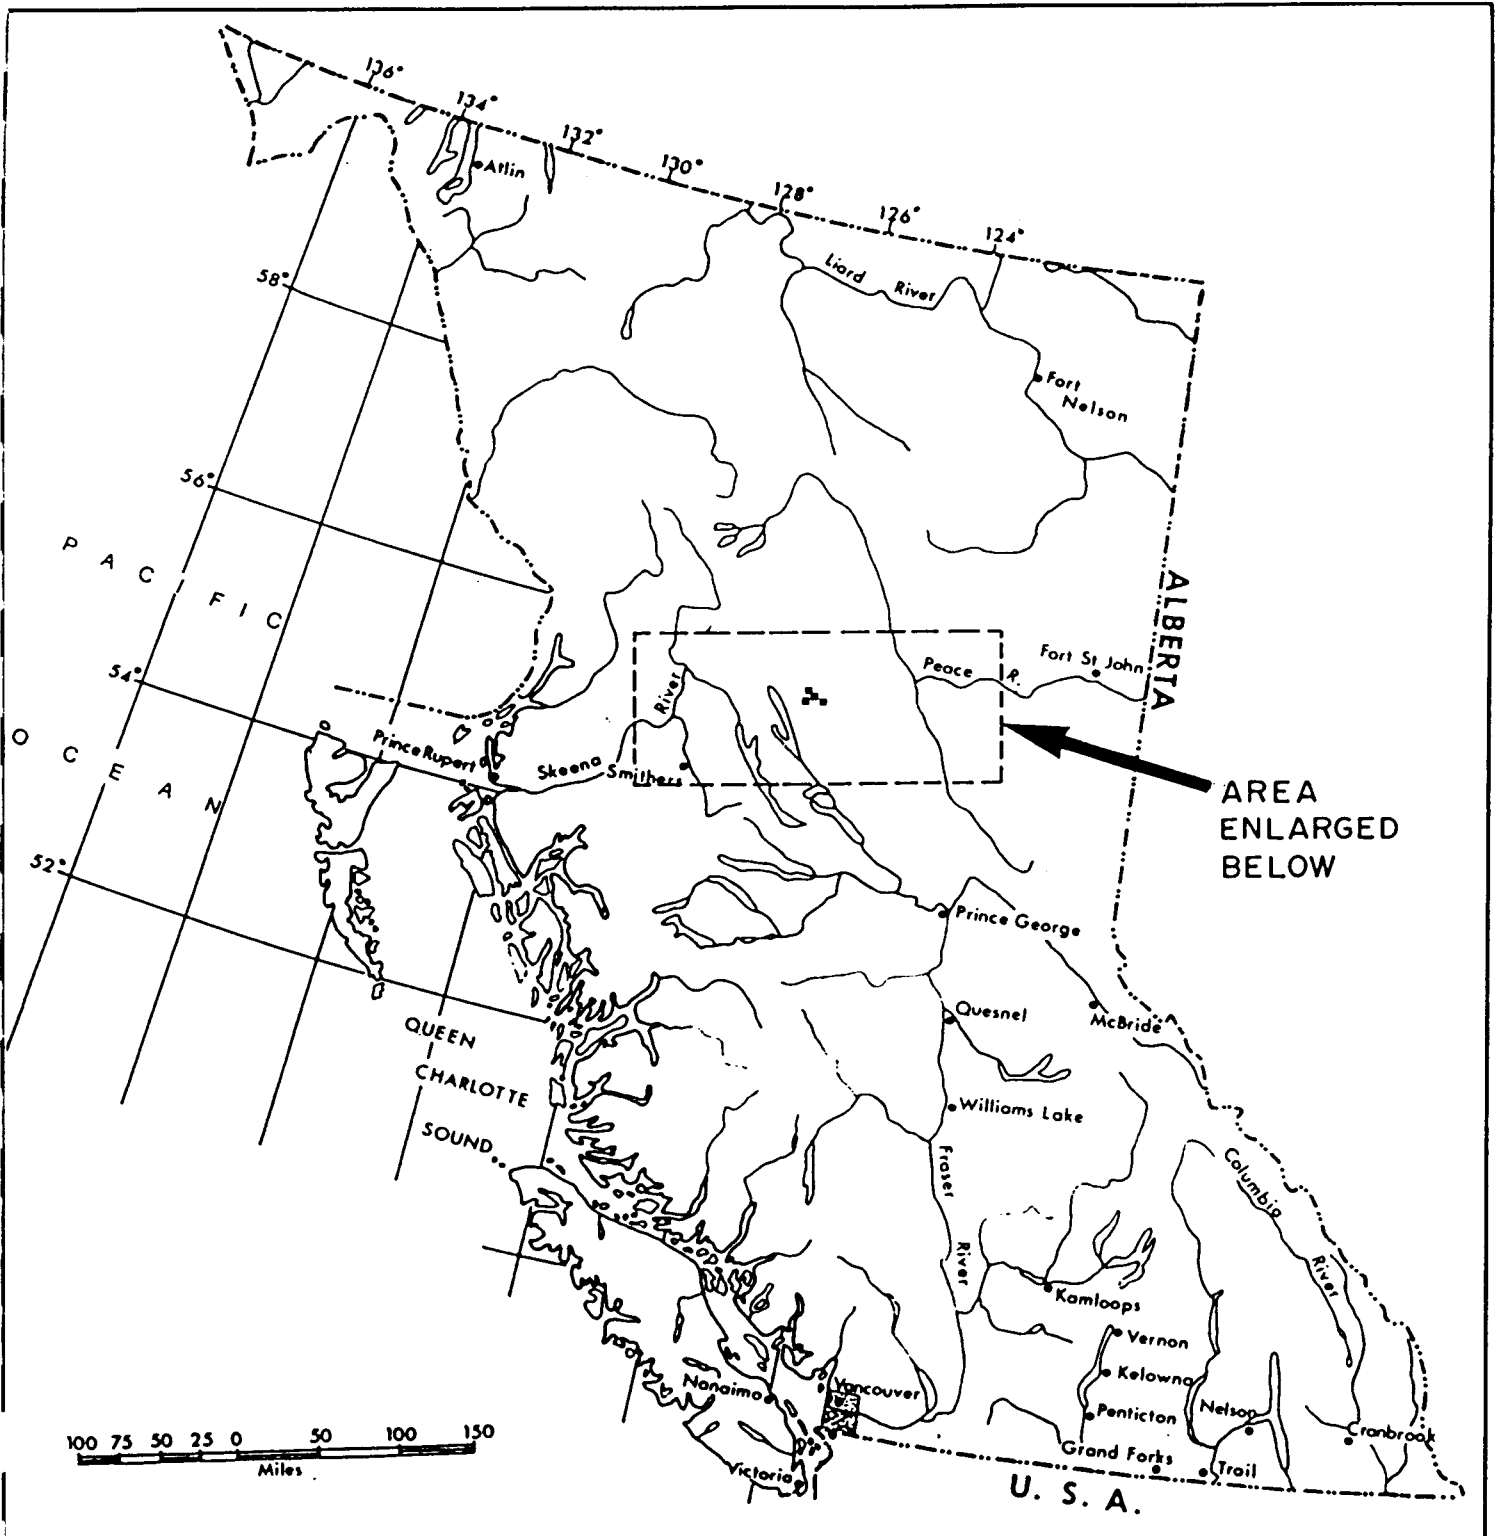 136°
134°
132°
130°
128°
126°
124°
Atlin
Liard River
58°
Fort
Nelson
56°
PACIFIC
ALBERTA
Peace R.
Fort St John
54°
River
OCEAN
Prince Rupert
Skeena
Smithers
AREA
ENLARGED
BELOW
52°
Prince George
QUEEN
CHARLOTTE
SOUND
Quesnel
McBride
Williams Lake
Fraser
River
Columbia
River
Kamloops
Vernon
Kelowna
Vancouver
Nanaimo
Penticton
Nelson
Cranbrook
Grand Forks
Trail
Victoria
100 75 50 25 0 50 100 150
Miles
U. S. A.